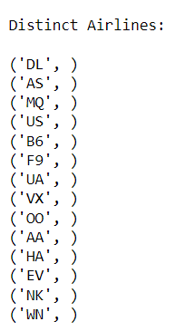 Distinct Airlines:
('DL', )
('AS', )
('MQ', )
('US', )
('B6', )
('F9', )
('UA', )
('VX', )
('OO', )
('AA', )
('HA', )
('EV', )
('NK', )
('WN', )